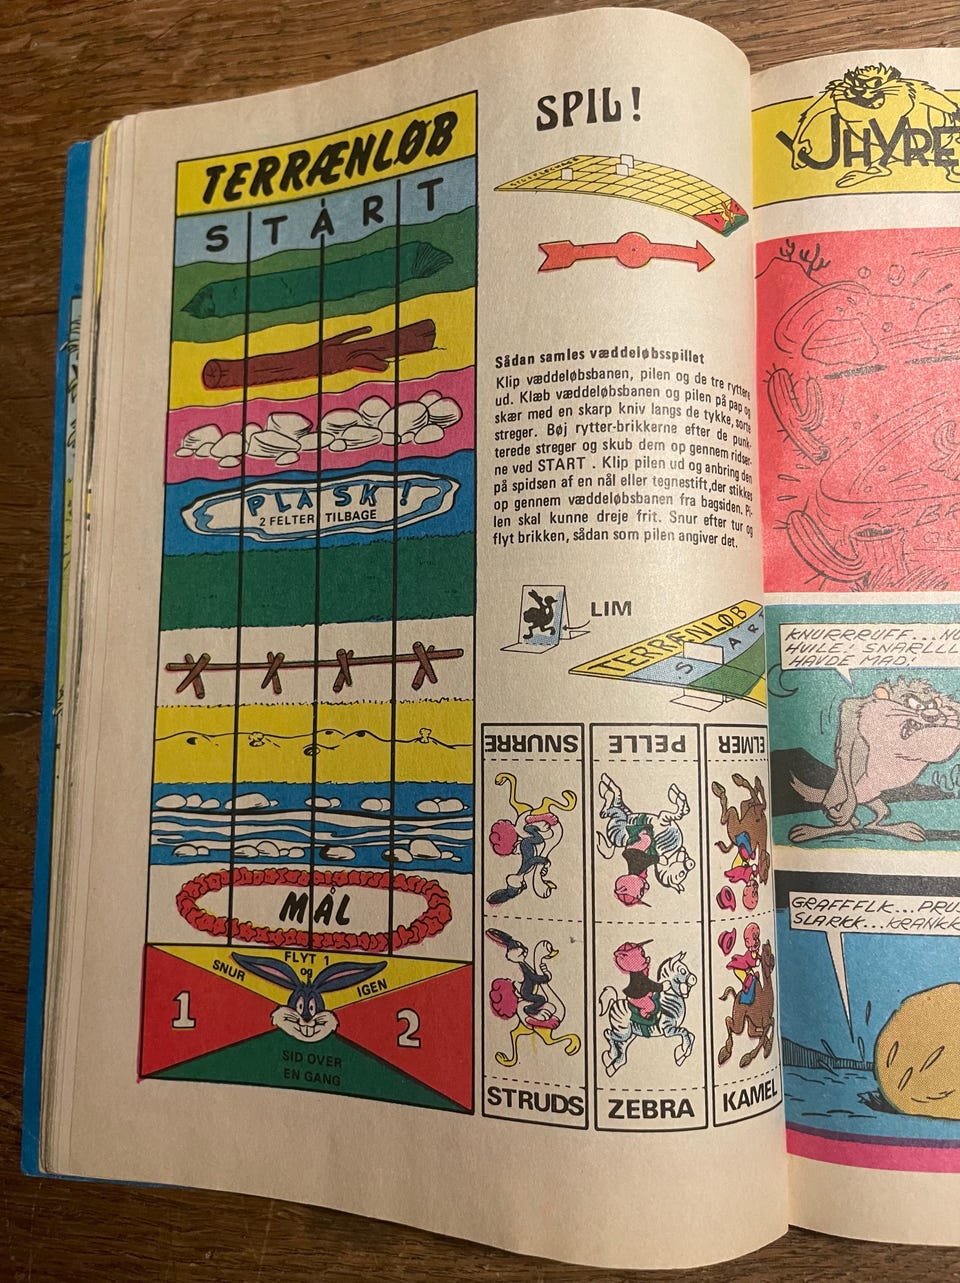 TERRÆNLØB
START
PLASK!
2 FELTER TILBAGE
MÅL
SNUR
FLYT 1
og
IGEN
1
2
SID OVER
EN GANG
SPIL!
Sådan samles væddeløbsspillet
Klip væddeløbsbanen, pilen og de tre ryttere
ud. Klæb væddeløbsbanen og pilen på pap og
skær med en skarp kniv langs de tykke, sorte
streger. Bøj rytter-brikkerne efter de punk-
terede streger og skub dem op gennem ridser-
ne ved START . Klip pilen ud og anbring den
på spidsen af en nål eller tegnestift,der stikkes
op gennem væddeløbsbanen fra bagsiden. Pi-
len skal kunne dreje frit. Snur efter tur og
flyt brikken, sådan som pilen angiver det.
LIM
TERRÆNLØB
START
SNURRE
PELLE
ELMER
STRUDS
ZEBRA
KAMEL
UHYRE
KNURRRUFF...
HVILE! SNARLLL
HAVDE MAD!
GRAFFFLK...
SLARKK...KRANKK